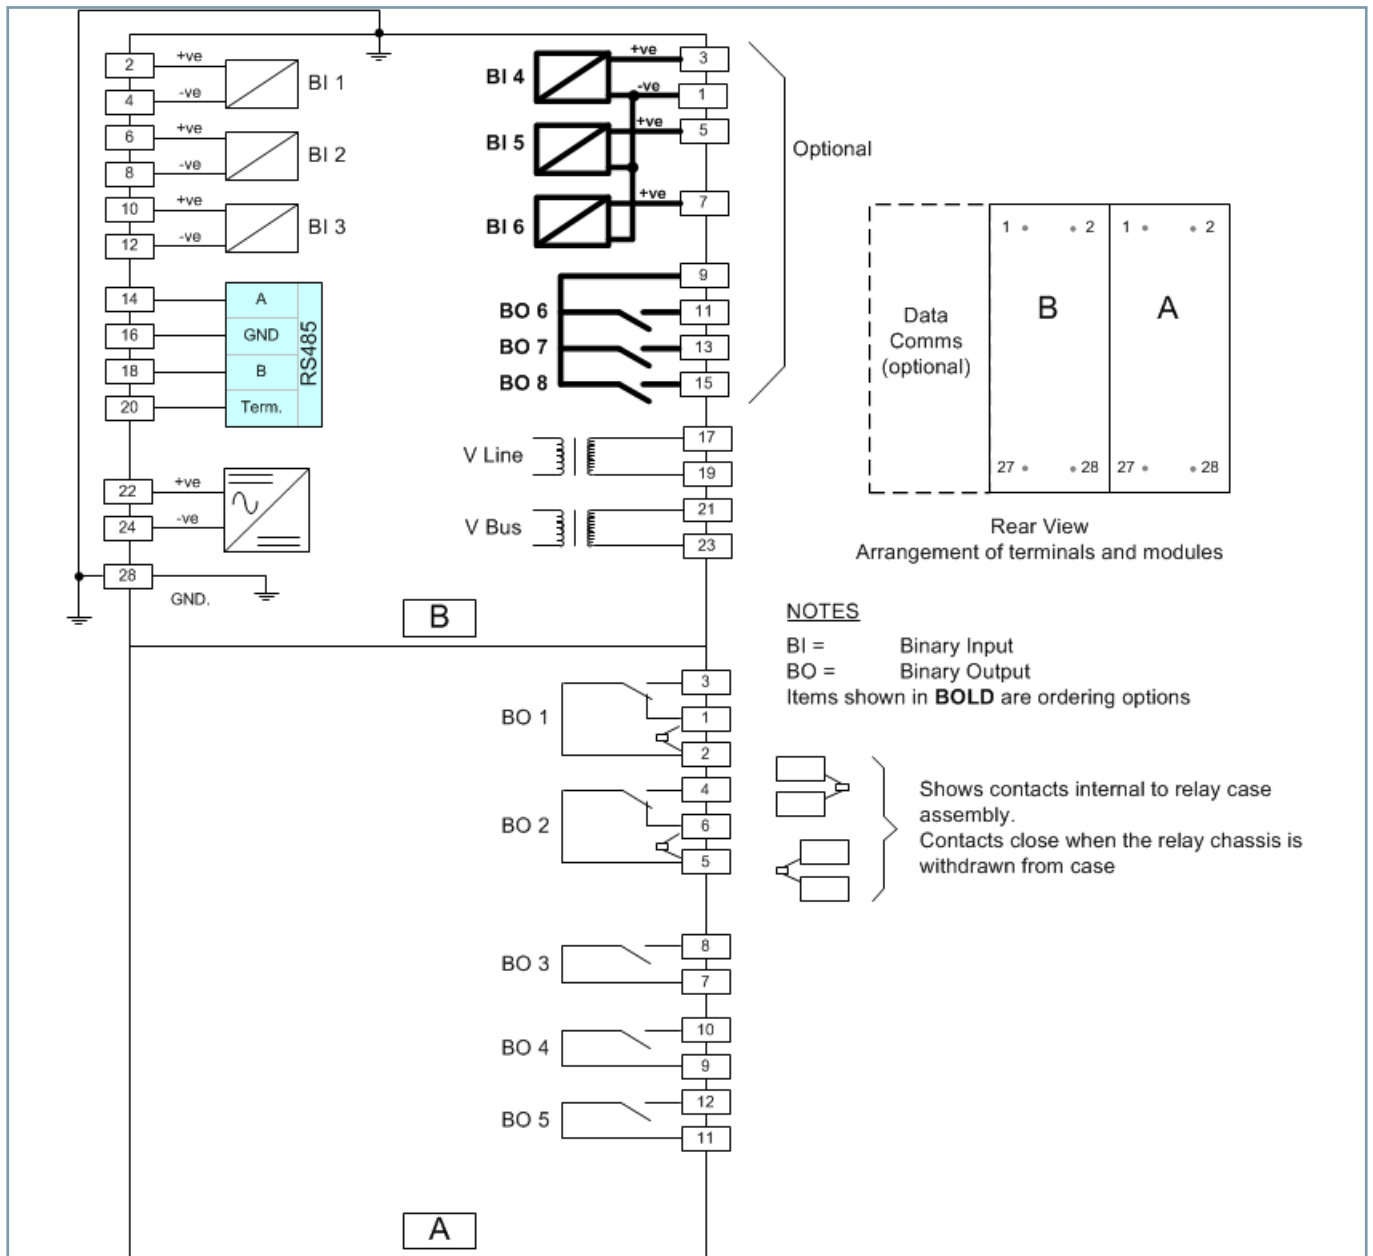 2
+ve
BI 1
4
-ve
6
+ve
BI 2
8
-ve
10
+ve
BI 3
12
-ve
14
A
16
GND
18
B
20
Term.
RS485
22
+ve
24
-ve
28
GND.
BI 4
+ve
3
-ve
1
BI 5
+ve
5
BI 6
+ve
7
9
BO 6
11
BO 7
13
BO 8
15
Optional
V Line
17
19
V Bus
21
23
B
Data
Comms
(optional)
1
2
B
27
28
1
2
A
27
28
Rear View
Arrangement of terminals and modules
NOTES
BI = Binary Input
BO = Binary Output
Items shown in BOLD are ordering options
BO 1
3
1
2
BO 2
4
6
5
BO 3
8
7
BO 4
10
9
BO 5
12
11
A
Shows contacts internal to relay case
assembly.
Contacts close when the relay chassis is
withdrawn from case